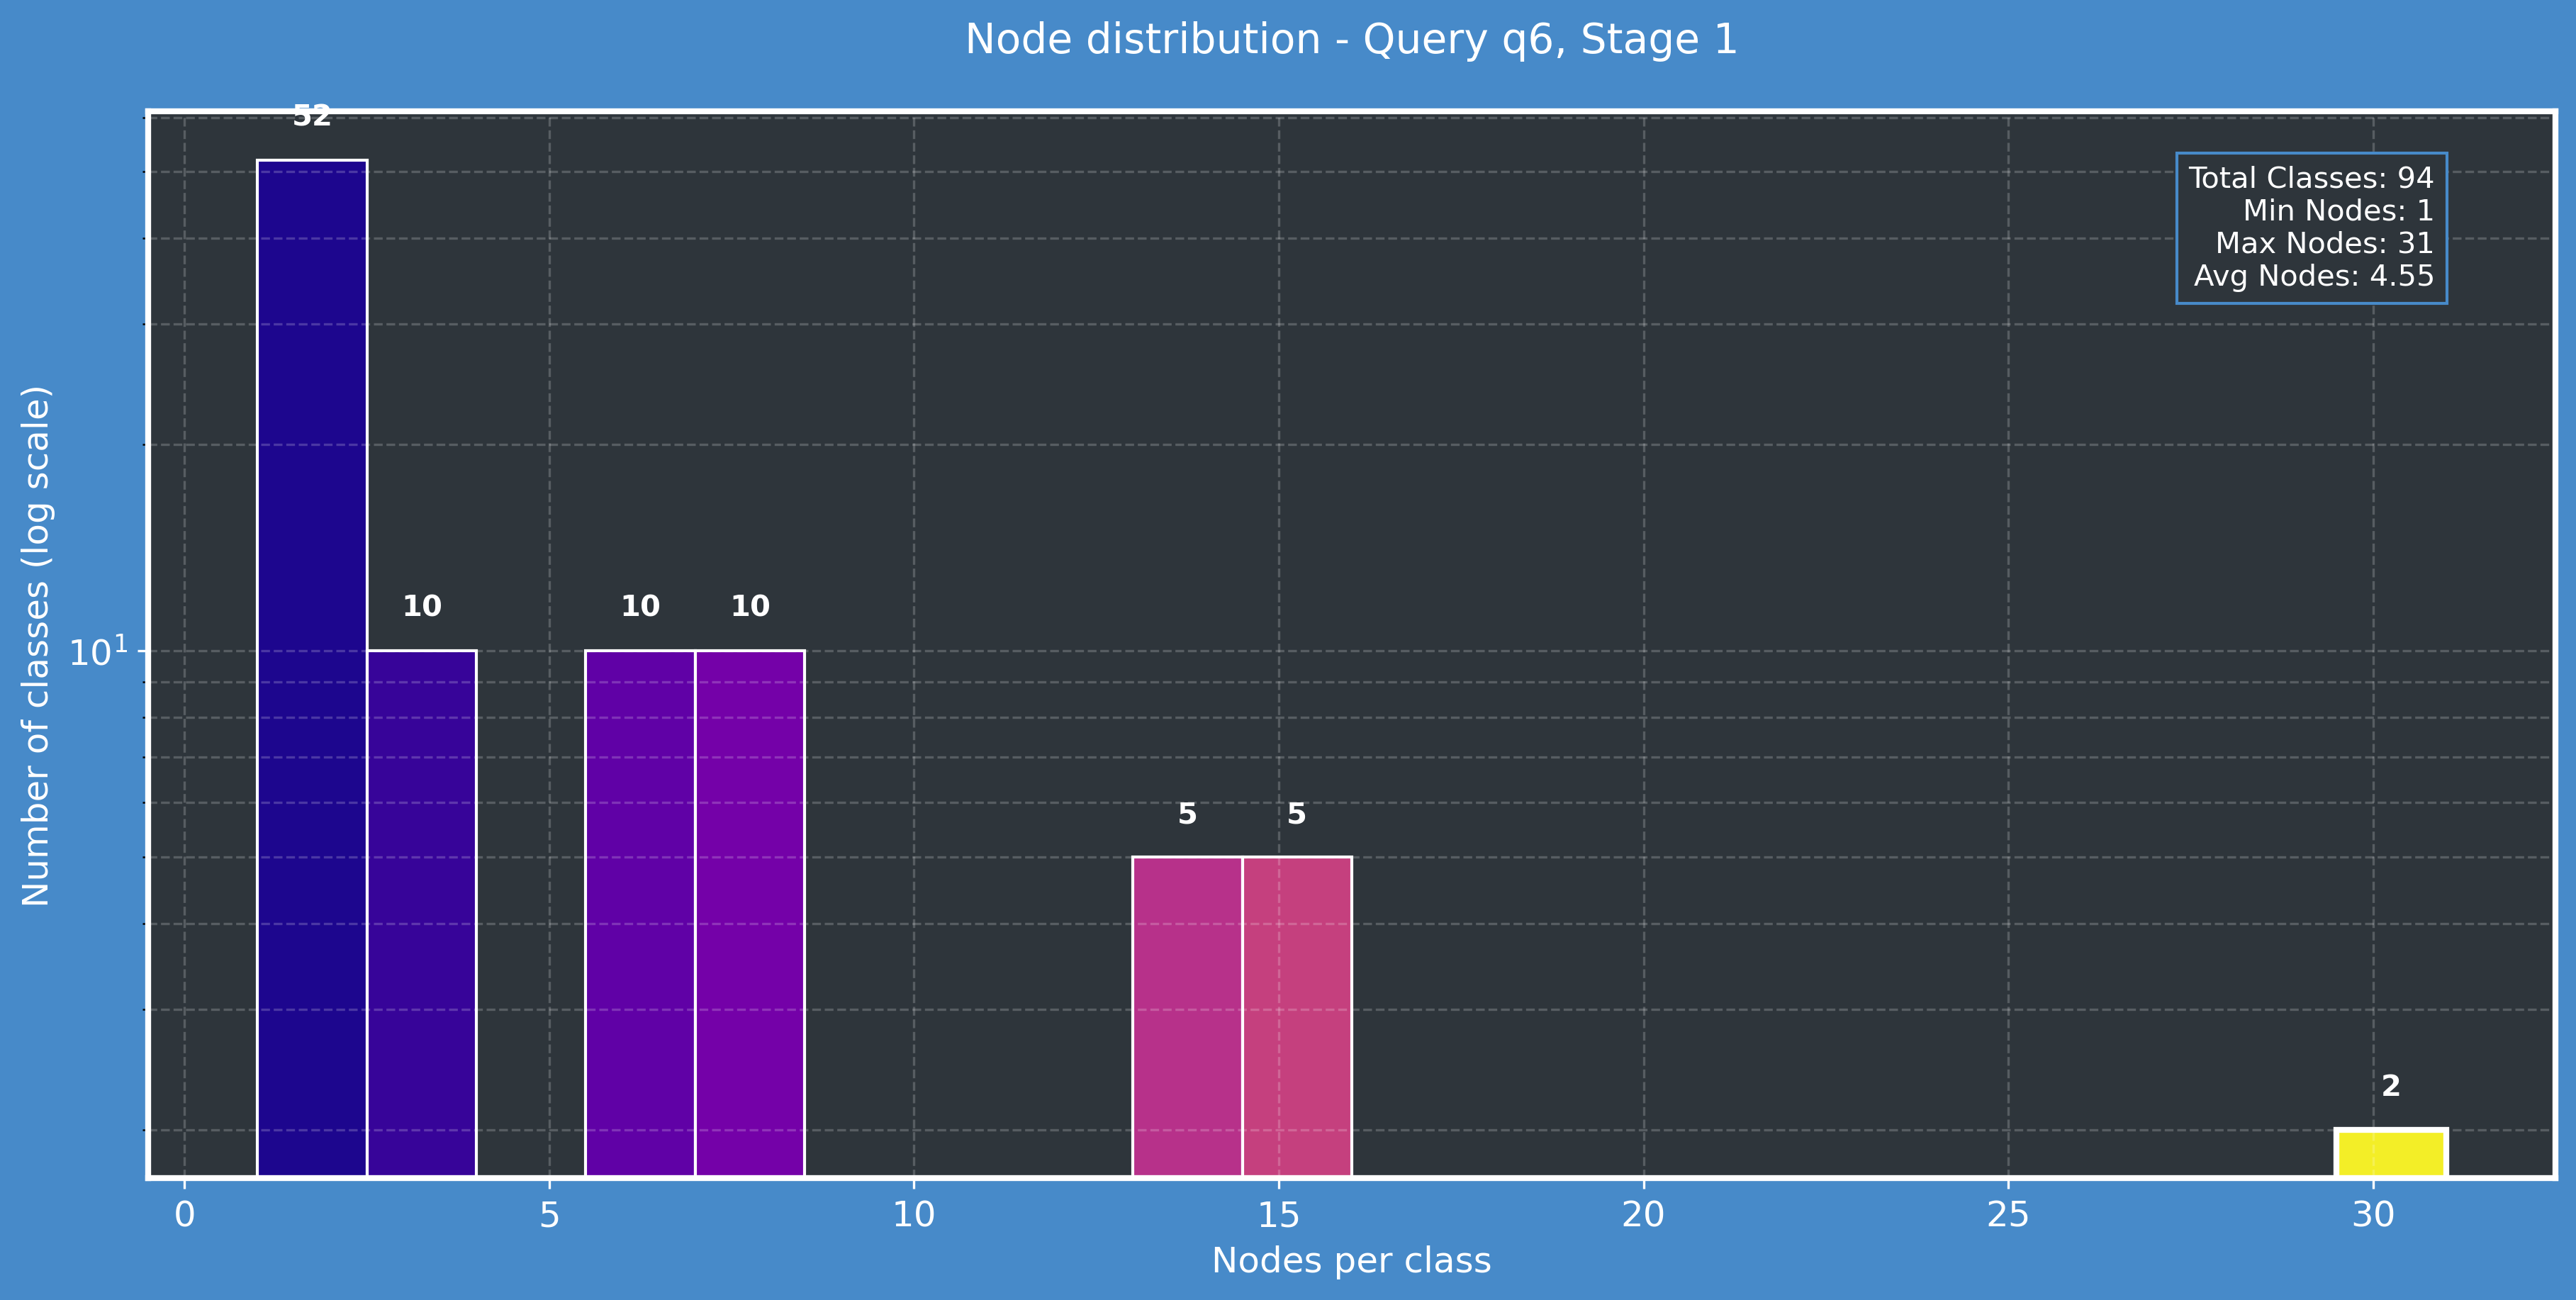 Node distribution - Query q6, Stage 1
52
Total Classes: 94
Min Nodes: 1
Max Nodes: 31
Avg Nodes: 4.55
Number of classes (log scale)
10¹
10
10
10
5
5
2
0 5 10 15 20 25 30
Nodes per class